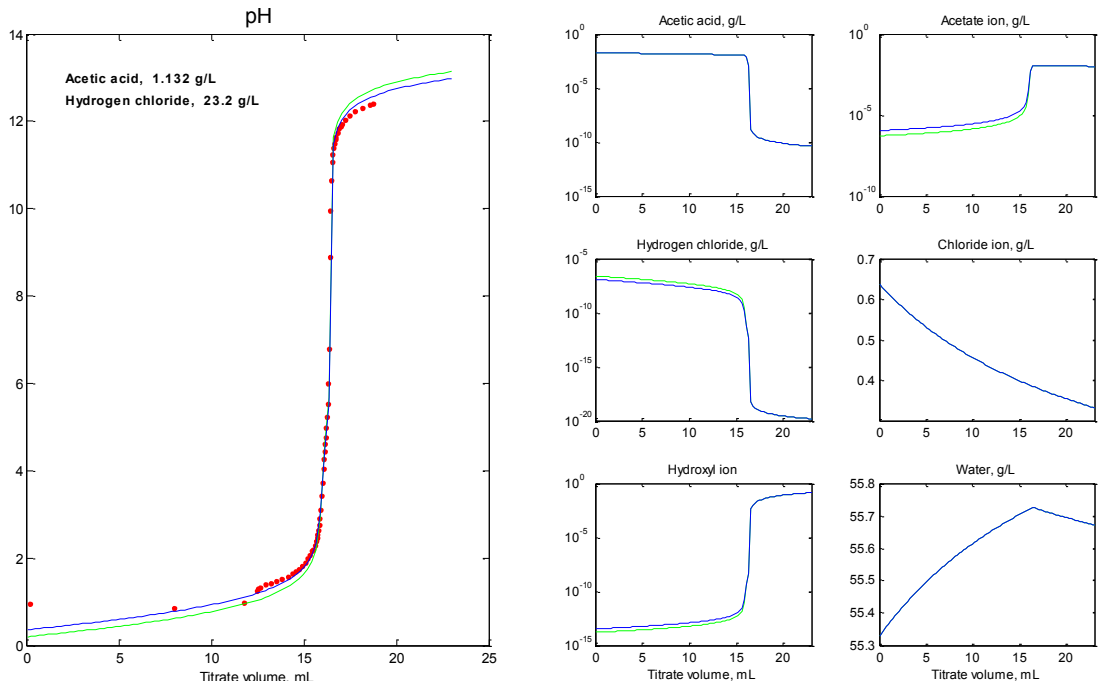 pH
14
12
10
8
6
4
2
0
0
5
10
15
20
25
Titrate volume, mL
Acetic acid, 1.132 g/L
Hydrogen chloride, 23.2 g/L
Acetic acid, g/L
10^0
10^-5
10^-10
10^-15
0 5 10 15 20
Acetate ion, g/L
10^0
10^-5
10^-10
0 5 10 15 20
Hydrogen chloride, g/L
10^-5
10^-10
10^-15
10^-20
0 5 10 15 20
Chloride ion, g/L
0.7
0.6
0.5
0.4
0 5 10 15 20
Hydroxyl ion
10^0
10^-5
10^-10
10^-15
0 5 10 15 20
Titrate volume, mL
Water, g/L
55.8
55.7
55.6
55.5
55.4
55.3
0 5 10 15 20
Titrate volume, mL